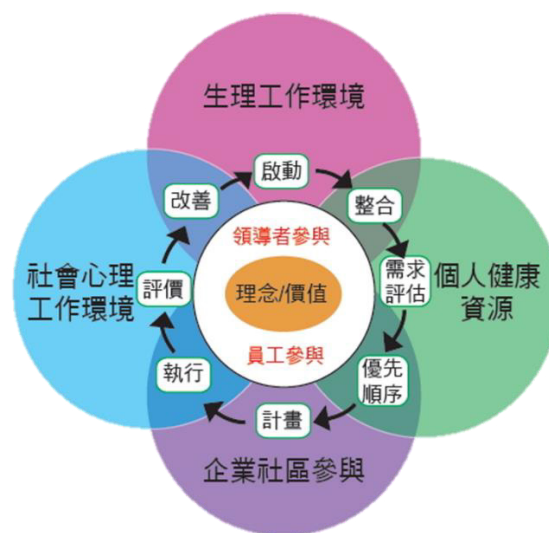 生理工作環境
啟動
改善
整合
領導者參與
社會心理
工作環境
評價
理念/價值
需求
評估
個人健康
資源
員工參與
執行
優先
順序
計畫
企業社區參與